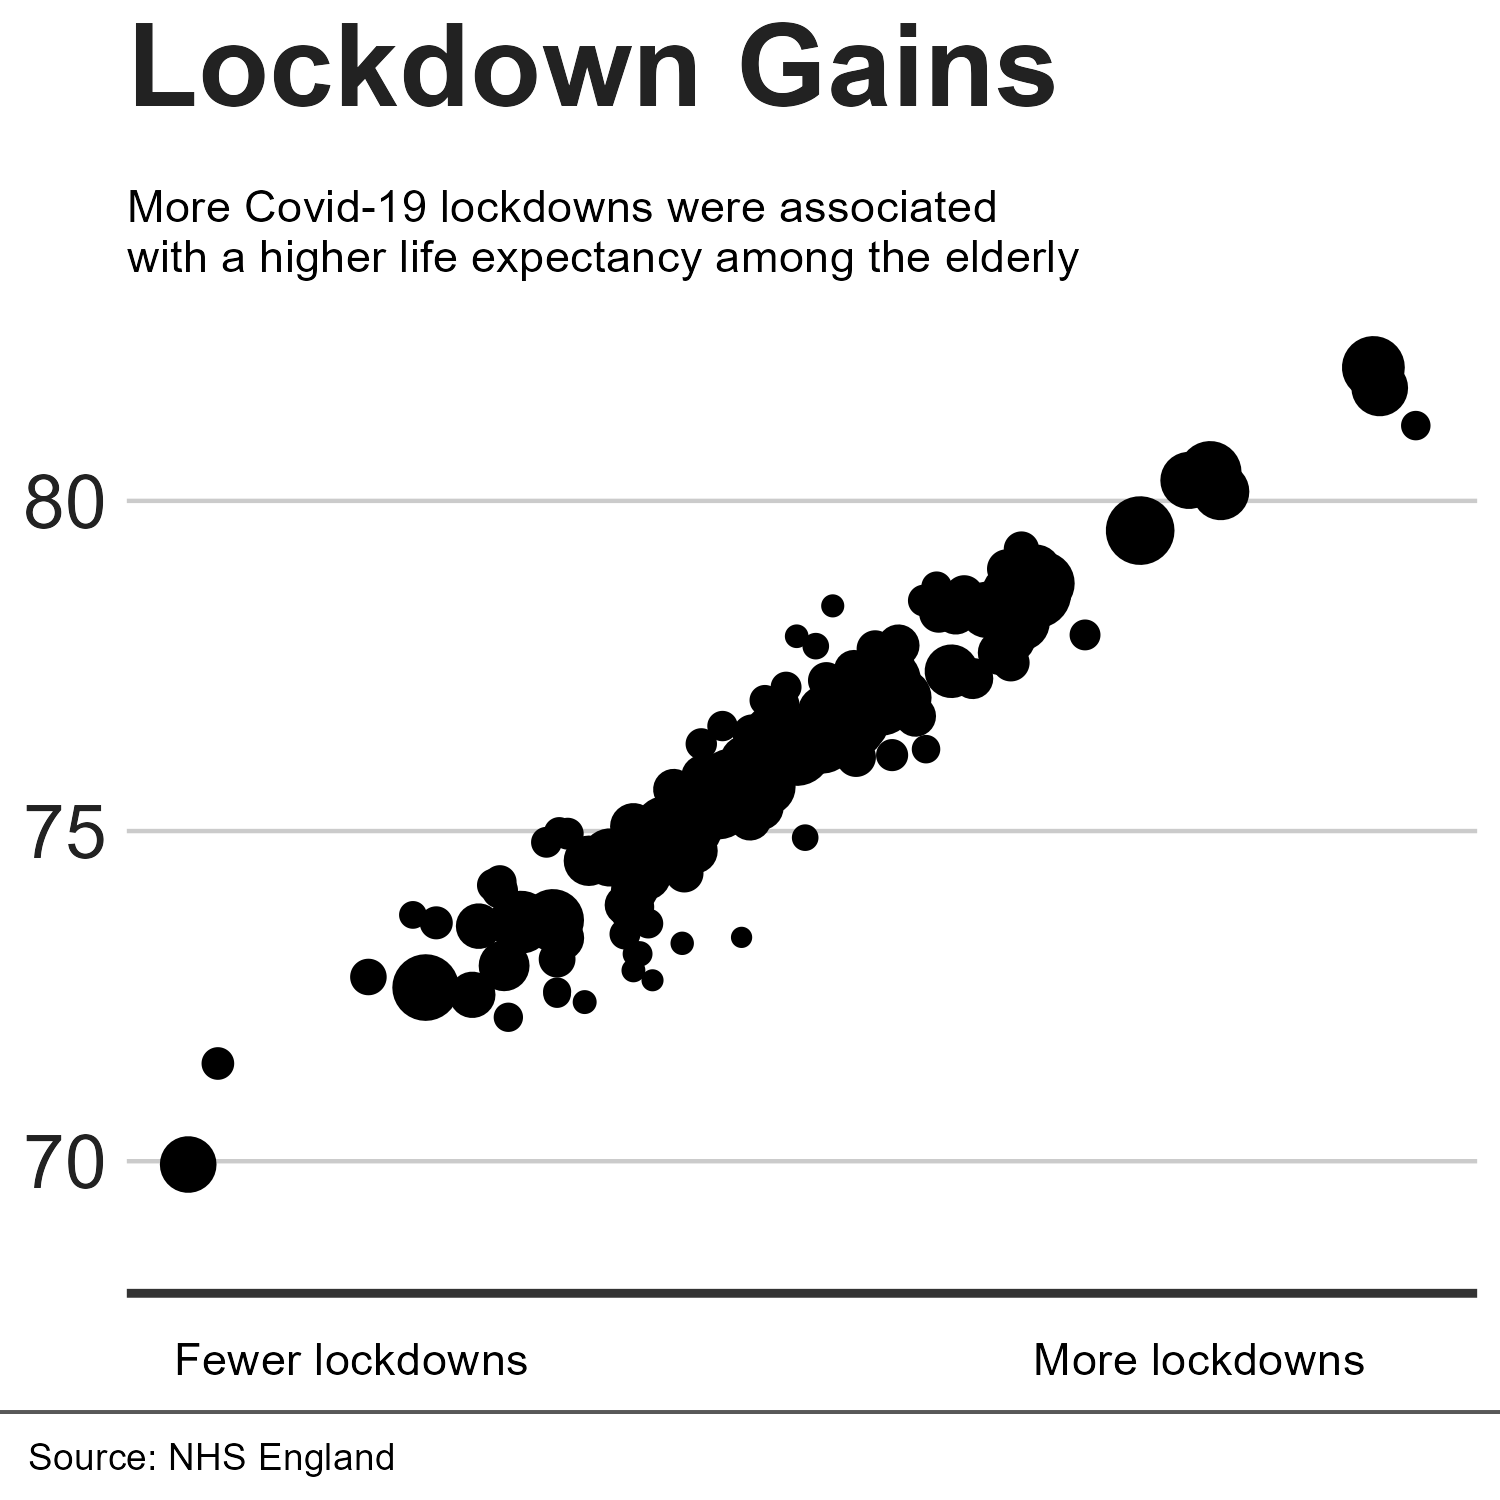 Lockdown Gains
More Covid-19 lockdowns were associated
with a higher life expectancy among the elderly
80
75
70
Fewer lockdowns More lockdowns
Source: NHS England